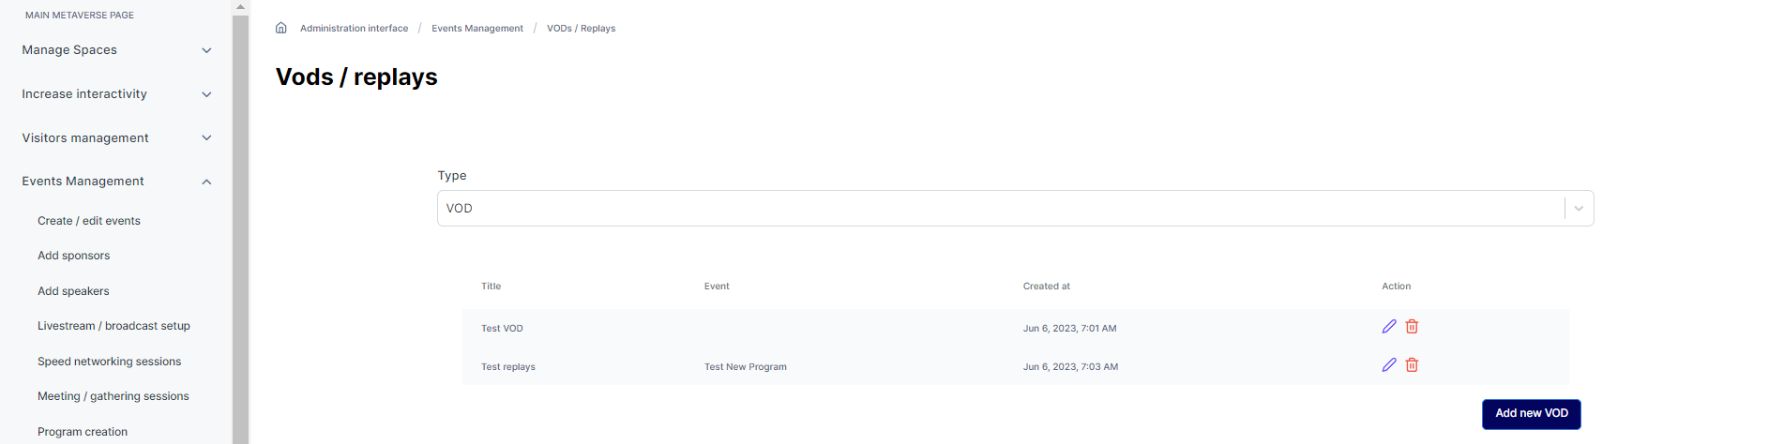 MAIN METAVERSE PAGE
Manage Spaces
Increase interactivity
Visitors management
Events Management
Create / edit events
Add sponsors
Add speakers
Livestream / broadcast setup
Speed networking sessions
Meeting / gathering sessions
Program creation
Administration interface / Events Management / VODs / Replays
Vods / replays
Type
VOD
Title Event Created at Action
Test VOD Jun 6, 2023, 7:01 AM
Test replays Test New Program Jun 6, 2023, 7:03 AM
Add new VOD